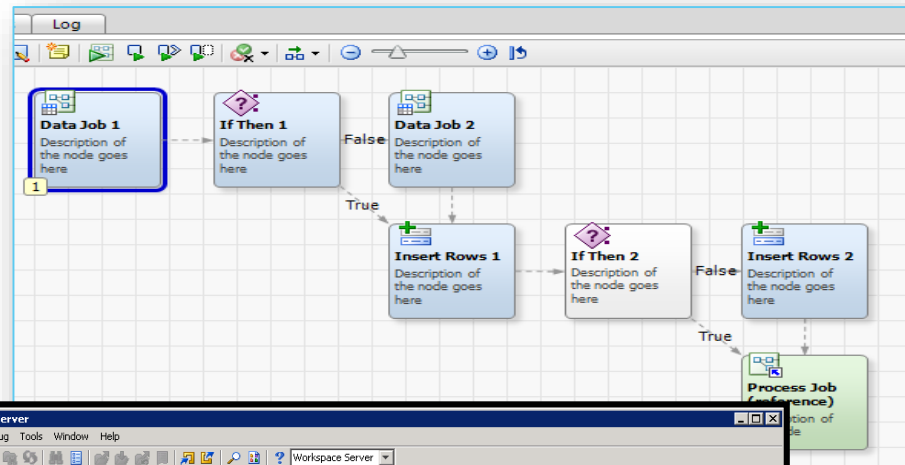 Log
Data Job 1
Description of
the node goes
here
1
If Then 1
Description of
the node goes
here
False
True
Data Job 2
Description of
the node goes
here
Insert Rows 1
Description of
the node goes
here
If Then 2
Description of
the node goes
here
False
True
Insert Rows 2
Description of
the node goes
here
Process Job
(reference)
of
Tools Window Help
Workspace Server